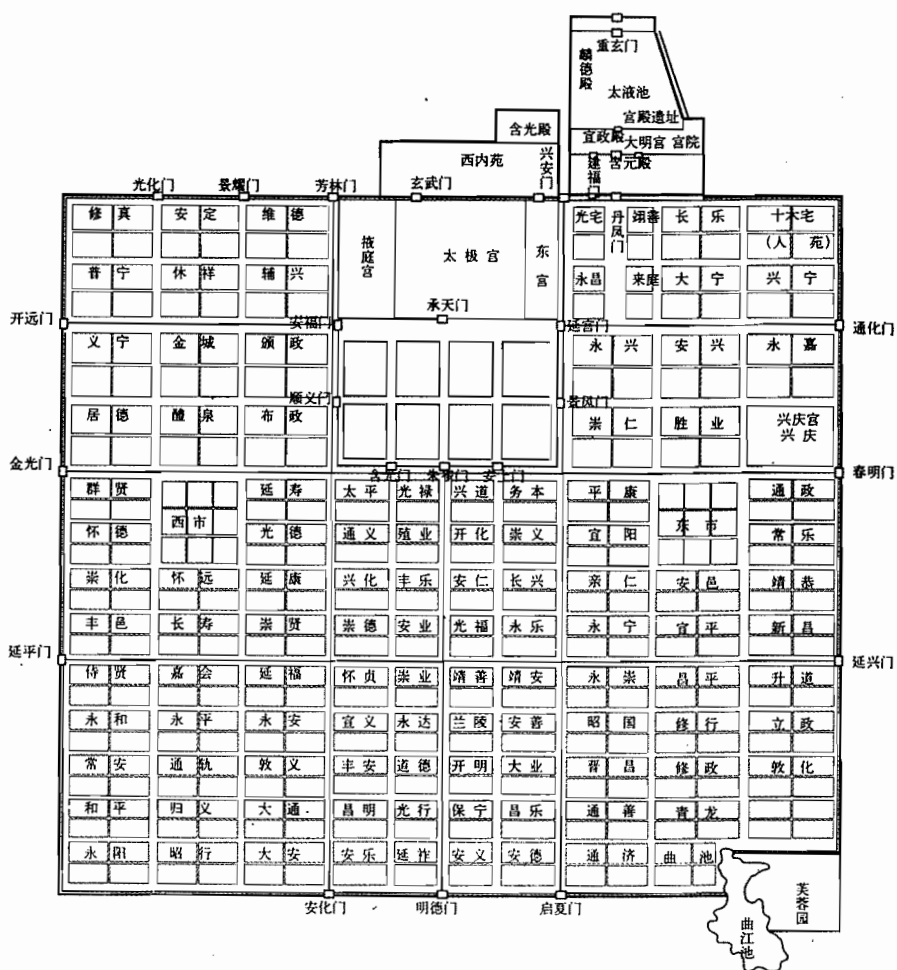 重玄门
麟德殿
太液池
宫殿遗址
含光殿
宣政殿 大明宫 宫院
西内苑 兴安门 建福门 含元殿
光化门 景耀门 芳林门 玄武门
修真 安定 维德 光宅 丹凤门 翊善 长乐 十六宅
掖庭宫 太极宫 东宫 (入苑)
普宁 休祥 辅兴 永昌 来庭 大宁 兴宁
承天门
开远门 安福门 延喜门 通化门
义宁 金城 颁政 永兴 安兴 永嘉
顺义门 景风门
居德 醴泉 布政 崇仁 胜业 兴庆宫
兴庆
金光门 含光门 朱雀门 安上门 春明门
群贤 延寿 太平 光禄 兴道 务本 平康 通政
西市 东市
怀德 光德 通义 殖业 开化 崇义 宜阳 常乐
崇化 怀远 延康 兴化 丰乐 安仁 长兴 亲仁 安邑 靖恭
丰邑 长寿 崇贤 崇德 安业 光福 永乐 永宁 宣平 新昌
延平门 延兴门
待贤 嘉会 延福 怀贞 崇业 靖善 靖安 永崇 昌平 升道
永和 永平 永安 宣义 永达 兰陵 安善 昭国 修行 立政
常安 通轨 敦义 丰安 道德 开明 大业 晋昌 修政 敦化
和平 归义 大通 昌明 光行 保宁 昌乐 通善 青龙
永阳 昭行 大安 安乐 延祚 安义 安德 通济 曲池
芙蓉园
安化门 明德门 启夏门
曲江池